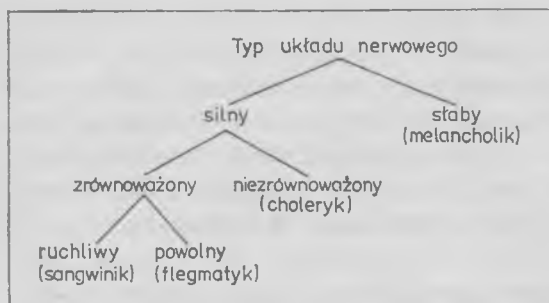 Typ układu nerwowego
silny
słaby
(melancholik)
zrównoważony
niezrównoważony
(choleryk)
ruchliwy
(sangwinik)
powolny
(flegmatyk)